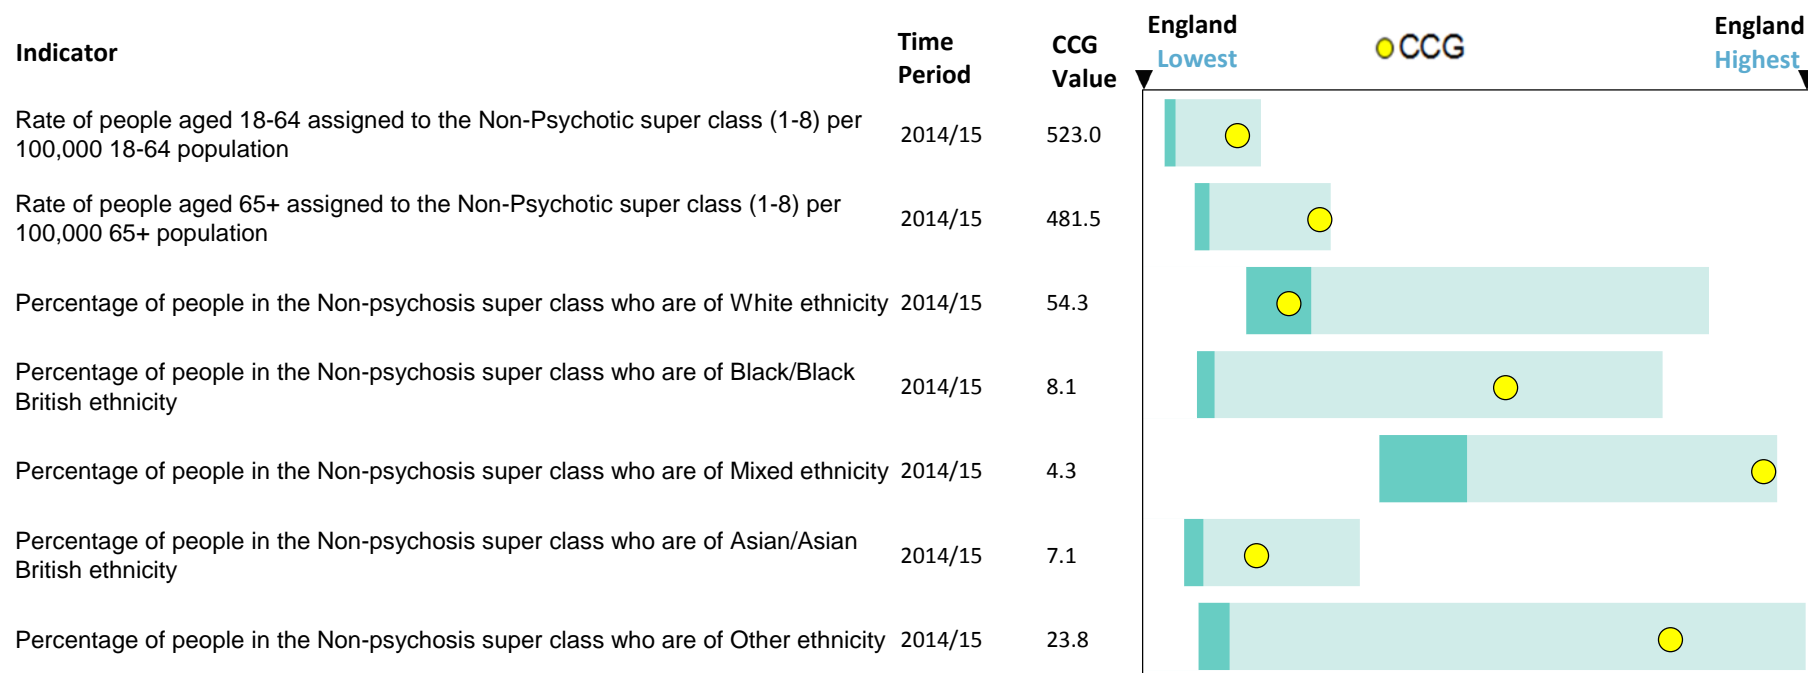 Indicator
Time Period
CCG Value
England Lowest
CCG
England Highest
Rate of people aged 18-64 assigned to the Non-Psychotic super class (1-8) per
100,000 18-64 population
2014/15
523.0
Rate of people aged 65+ assigned to the Non-Psychotic super class (1-8) per
100,000 65+ population
2014/15
481.5
Percentage of people in the Non-psychosis super class who are of White ethnicity
2014/15
54.3
Percentage of people in the Non-psychosis super class who are of Black/Black
British ethnicity
2014/15
8.1
Percentage of people in the Non-psychosis super class who are of Mixed ethnicity
2014/15
4.3
Percentage of people in the Non-psychosis super class who are of Asian/Asian
British ethnicity
2014/15
7.1
Percentage of people in the Non-psychosis super class who are of Other ethnicity
2014/15
23.8